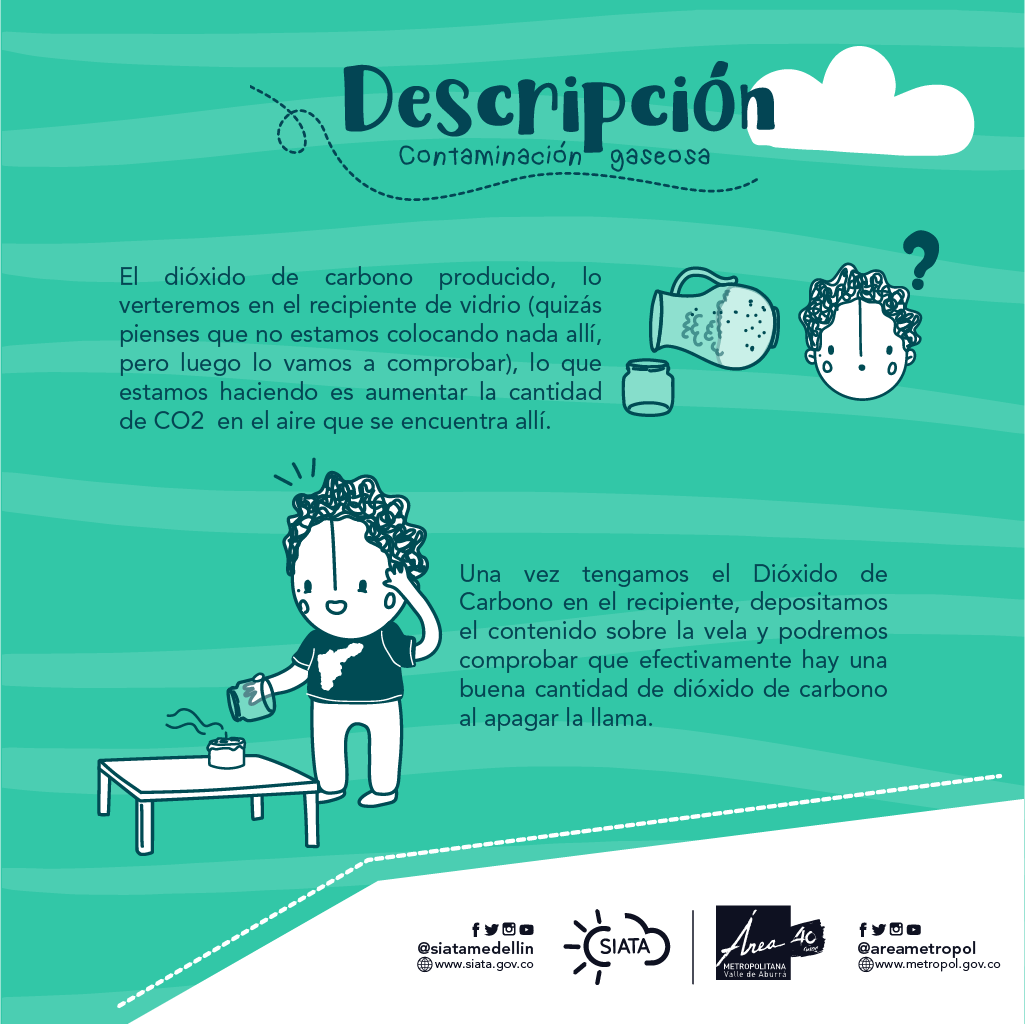 Descripción
Contaminación gaseosa
?
El dióxido de carbono producido, lo
verteremos en el recipiente de vidrio (quizás
pienses que no estamos colocando nada allí,
pero luego lo vamos a comprobar), lo que
estamos haciendo es aumentar la cantidad
de CO2 en el aire que se encuentra allí.
Una vez tengamos el Dióxido de
Carbono en el recipiente, depositamos
el contenido sobre la vela y podremos
comprobar que efectivamente hay una
buena cantidad de dióxido de carbono
al apagar la llama.
@siatamedellin
www.siata.gov.co
SIATA
Área 40
METROPOLITANA
Valle de Aburrá
@areametropol
www.metropol.gov.co